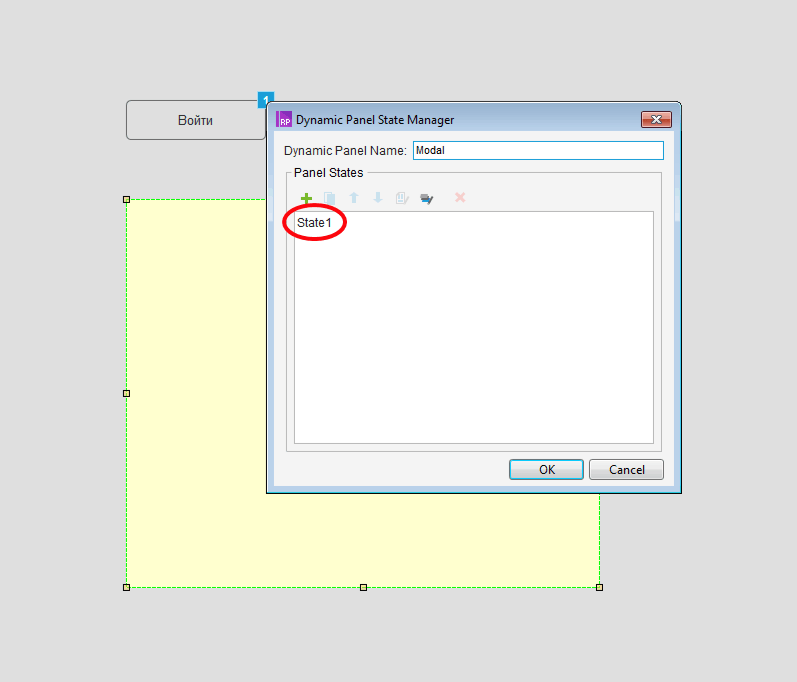 Войти
1
RP
Dynamic Panel State Manager
Dynamic Panel Name:
Modal
Panel States
State1
OK
Cancel